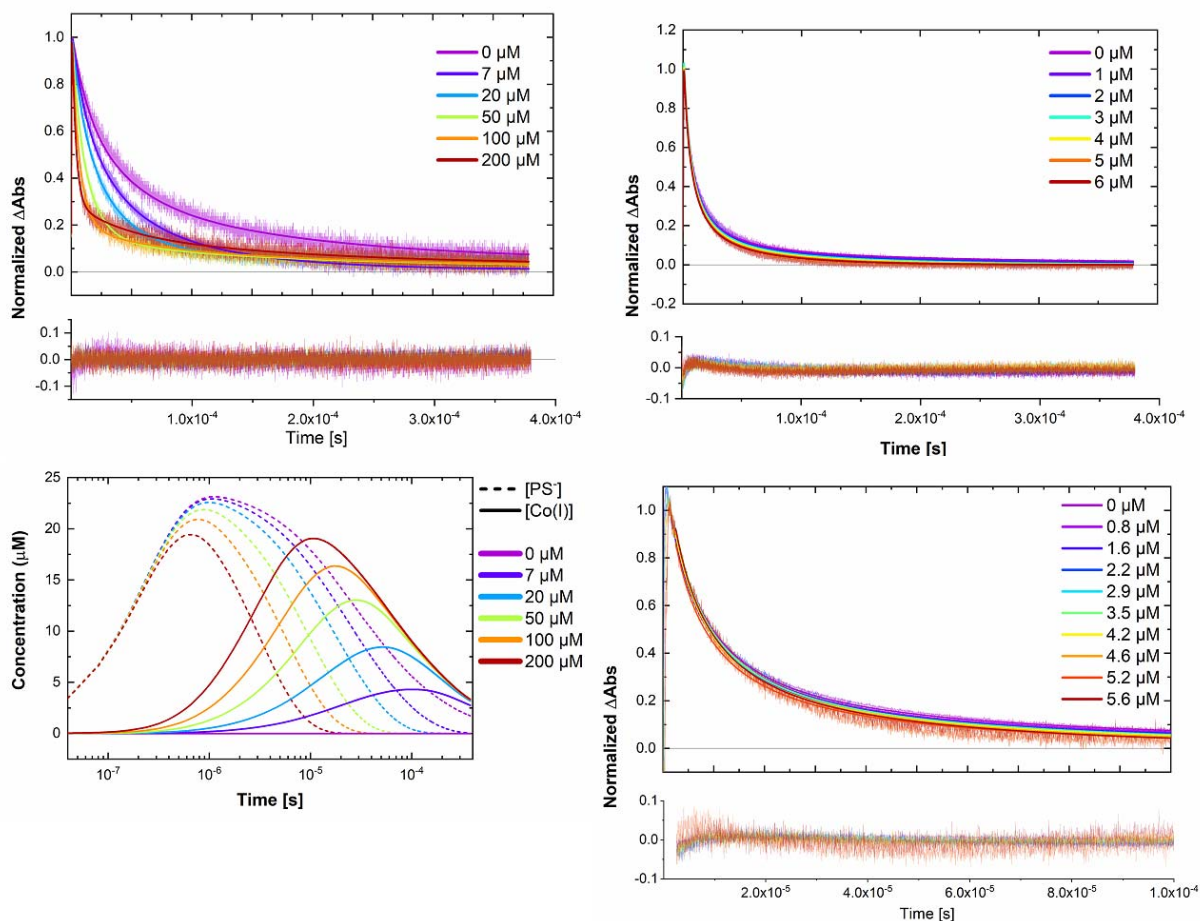 1.0
0.8
0.6
0.4
0.2
0.0
Normalized ΔAbs
0 µM
7 µM
20 µM
50 µM
100 µM
200 µM
0.1
0.0
-0.1
1.0x10⁻⁴ 2.0x10⁻⁴ 3.0x10⁻⁴ 4.0x10⁻⁴
Time [s]
1.2
1.0
0.8
0.6
0.4
0.2
0.0
-0.2
Normalized ΔAbs
0 µM
1 µM
2 µM
3 µM
4 µM
5 µM
6 µM
0.1
0.0
-0.1
1.0x10⁻⁴ 2.0x10⁻⁴ 3.0x10⁻⁴ 4.0x10⁻⁴
Time [s]
25
20
15
10
5
0
Concentration (µM)
[PS⁻]
[Co(I)]
0 µM
7 µM
20 µM
50 µM
100 µM
200 µM
10⁻⁷ 10⁻⁶ 10⁻⁵ 10⁻⁴
Time [s]
1.0
0.8
0.6
0.4
0.2
0.0
Normalized ΔAbs
0 µM
0.8 µM
1.6 µM
2.2 µM
2.9 µM
3.5 µM
4.2 µM
4.6 µM
5.2 µM
5.6 µM
0.1
0.0
-0.1
2.0x10⁻⁵ 4.0x10⁻⁵ 6.0x10⁻⁵ 8.0x10⁻⁵ 1.0x10⁻⁴
Time [s]